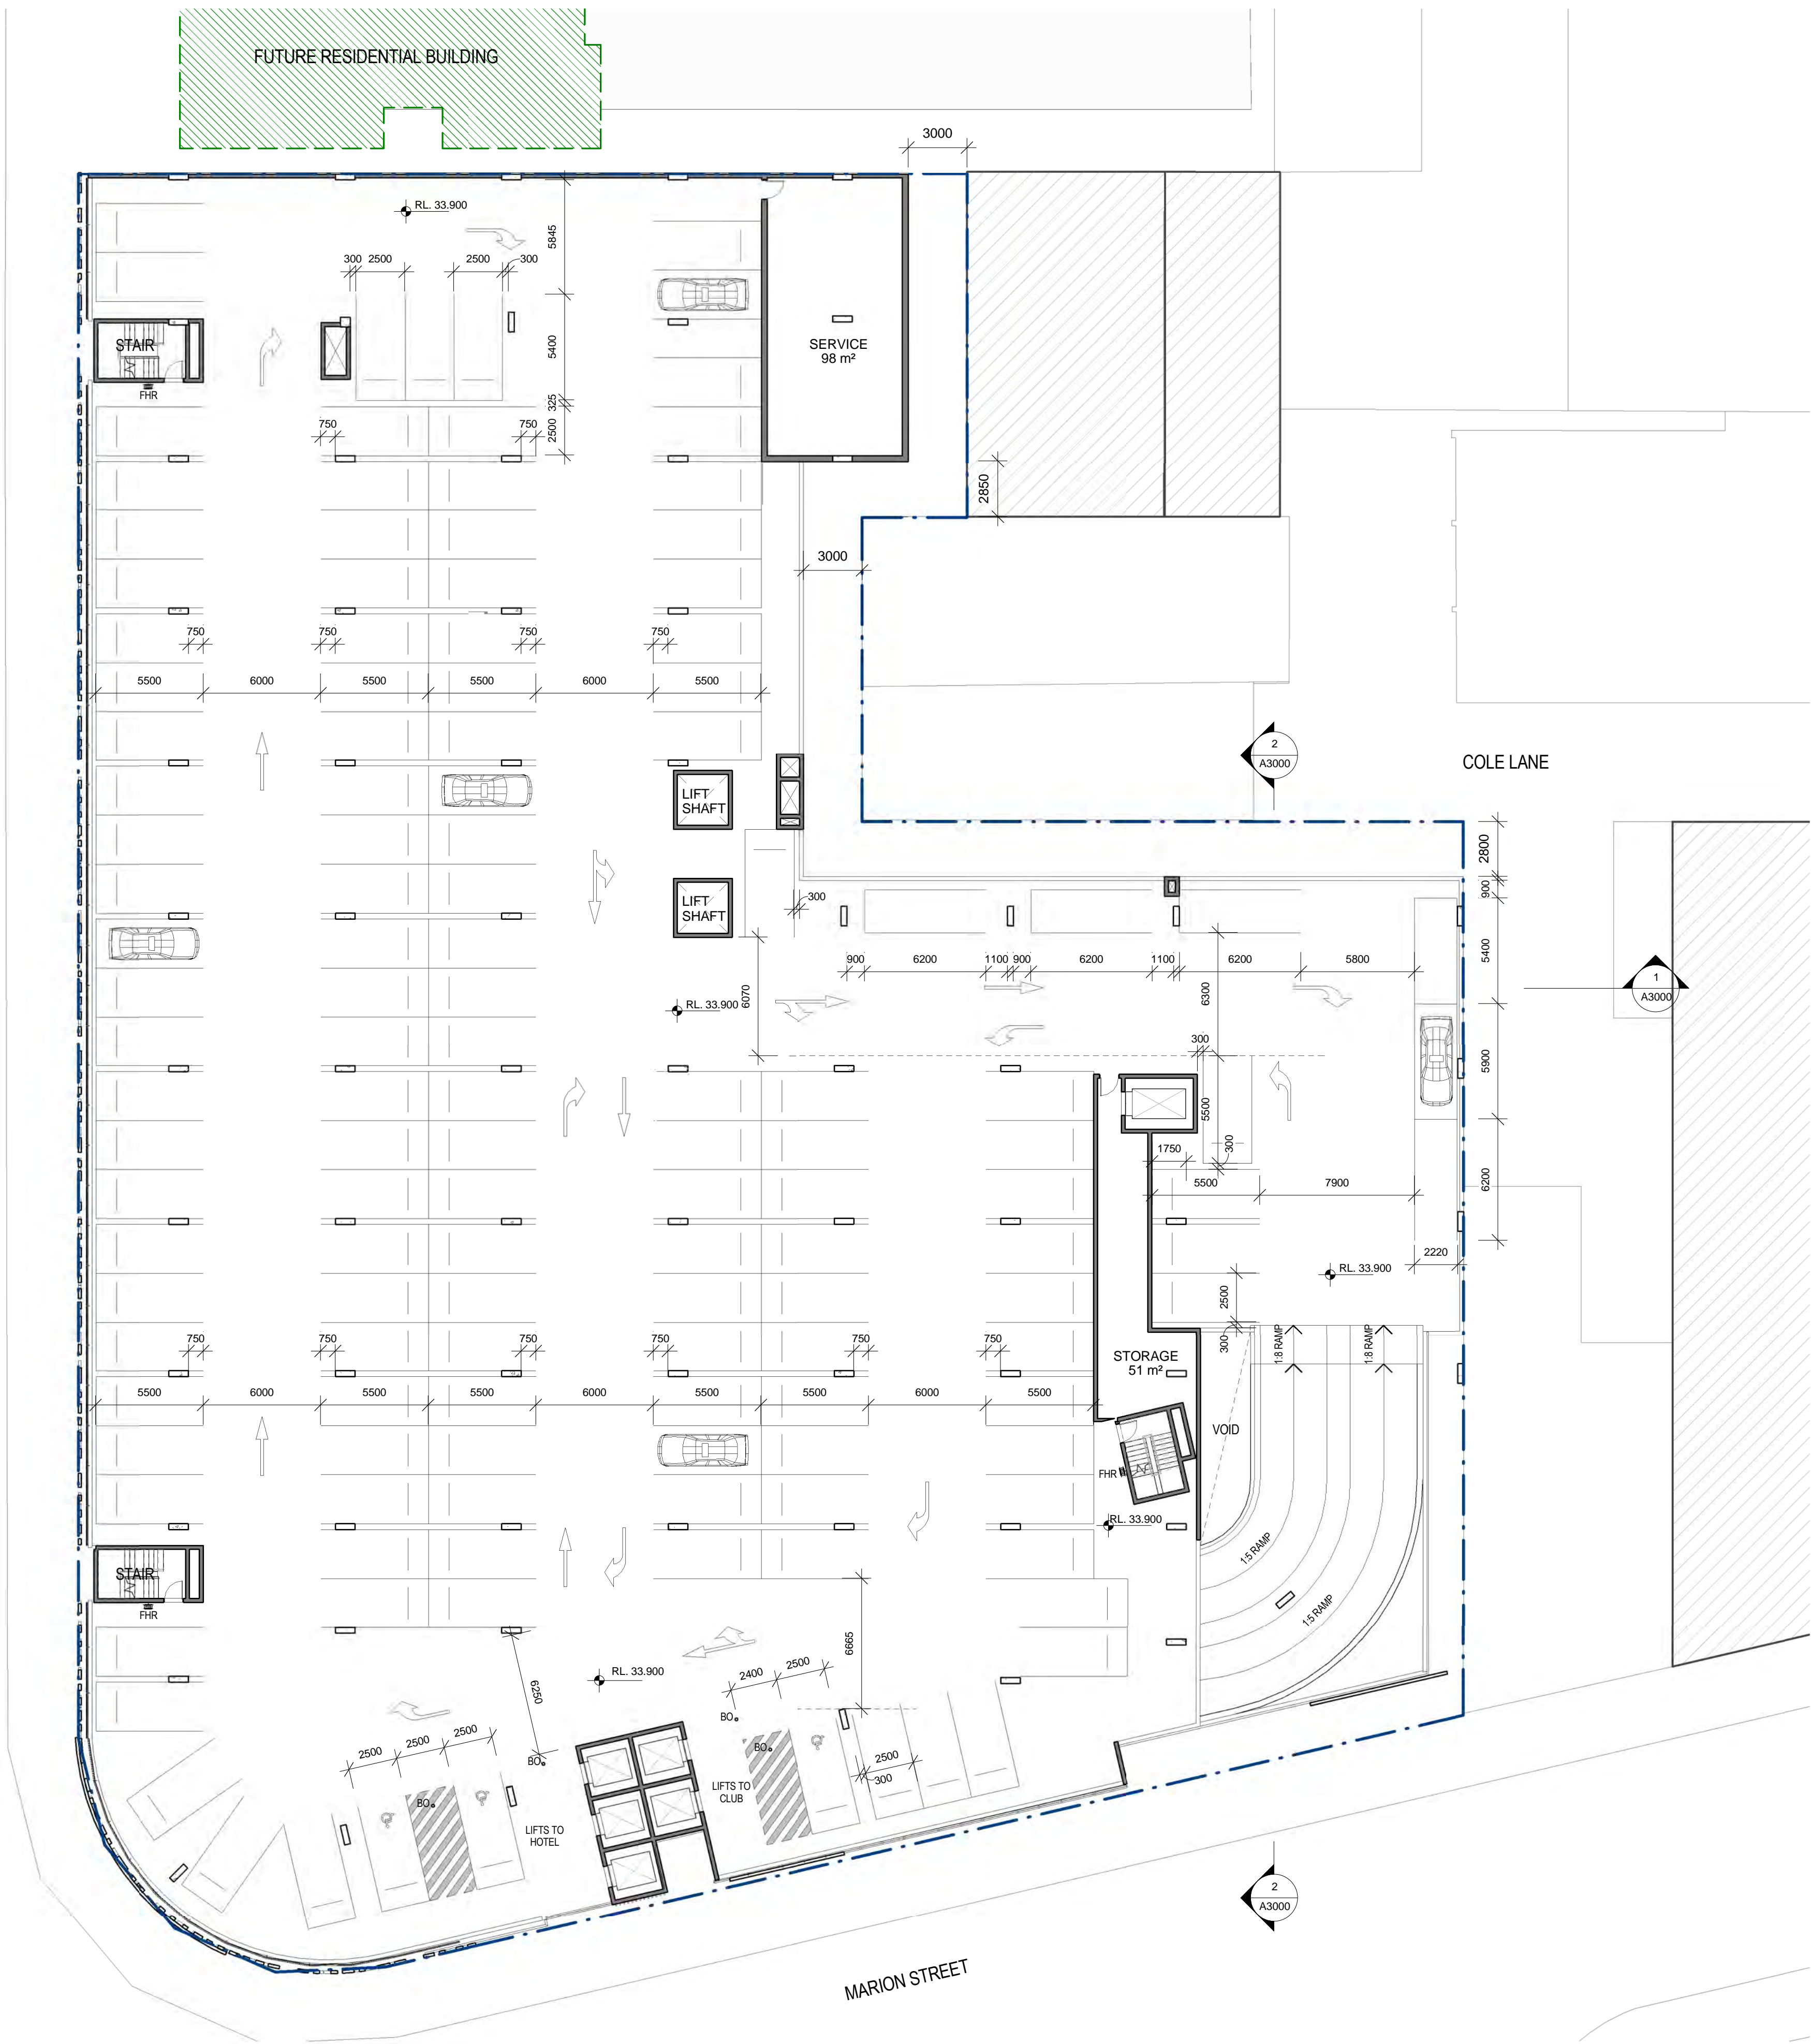 FUTURE RESIDENTIAL BUILDING
3000
RL. 33.900
5845
300 2500 2500 300
STAIR
5400
SERVICE
98 m²
FHR
325
750 750
2500
2850
3000
750 750 750 750
5500 6000 5500 5500 6000 5500
2
A3000
COLE LANE
LIFT
SHAFT
2800
LIFT
SHAFT
900
300
900 6200 1100 900 6200 1100 6200 5800
5400
1
A3000
RL. 33.900
6070
6300
300
5900
5500
300
1750
5500 7900
6200
2220
RL. 33.900
2500
300
1:8 RAMP
1:8 RAMP
750 750 750 750 750 750
STORAGE
51 m²
5500 6000 5500 5500 6000 5500 5500 6000 5500
VOID
FHR
RL. 33.900
1:5 RAMP
STAIR
FHR
1:5 RAMP
6995
6250
RL. 33.900
2400 2500
BO
BO
2500 2500 2500
BO
2500
300
LIFTS TO
CLUB
BO
LIFTS TO
HOTEL
2
A3000
MARION STREET